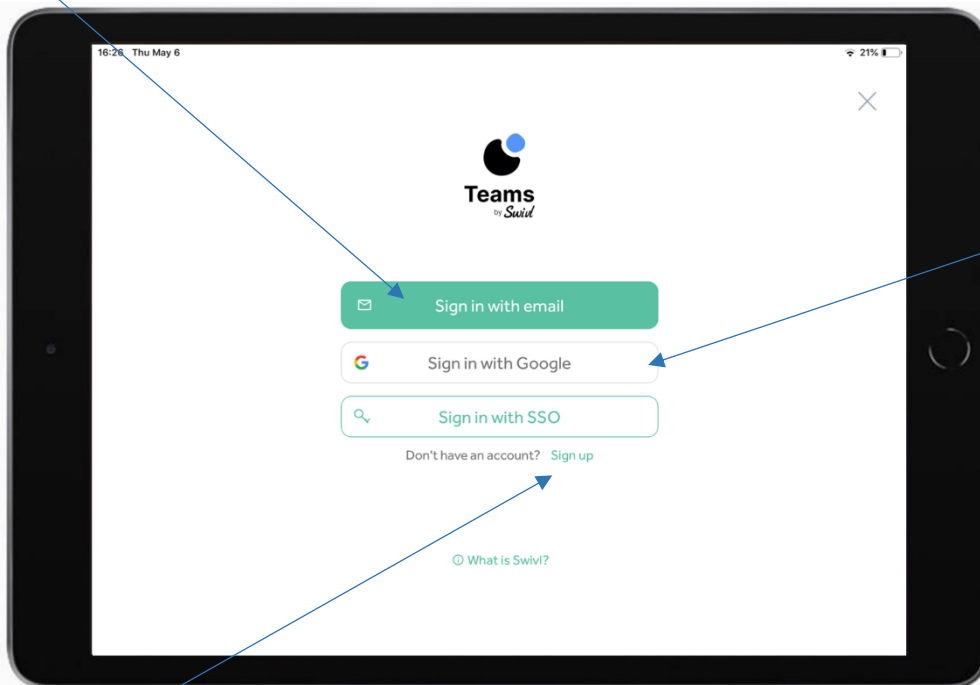 16:26 Thu May 6
21%
Teams
by Swivl
Sign in with email
Sign in with Google
Sign in with SSO
Don't have an account? Sign up
What is Swivl?